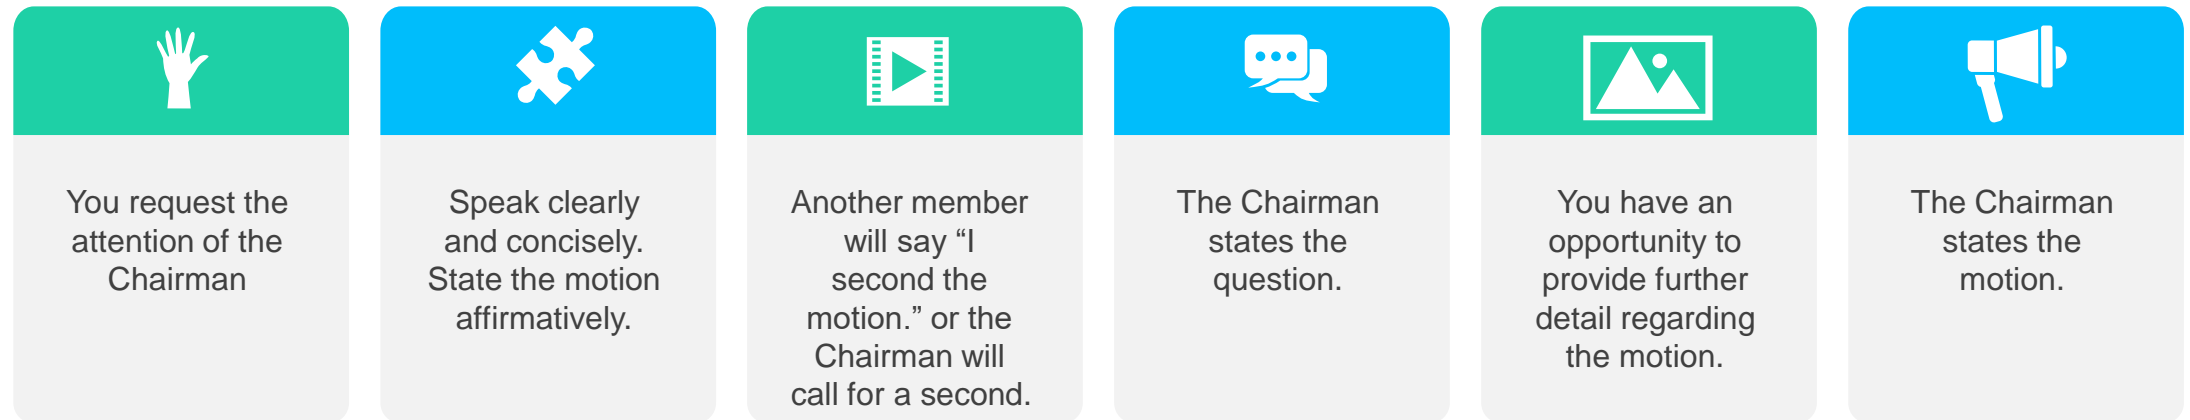 You request the
attention of the
Chairman
Speak clearly
and concisely.
State the motion
affirmatively.
Another member
will say “I
second the
motion.” or the
Chairman will
call for a second.
The Chairman
states the
question.
You have an
opportunity to
provide further
detail regarding
the motion.
The Chairman
states the
motion.